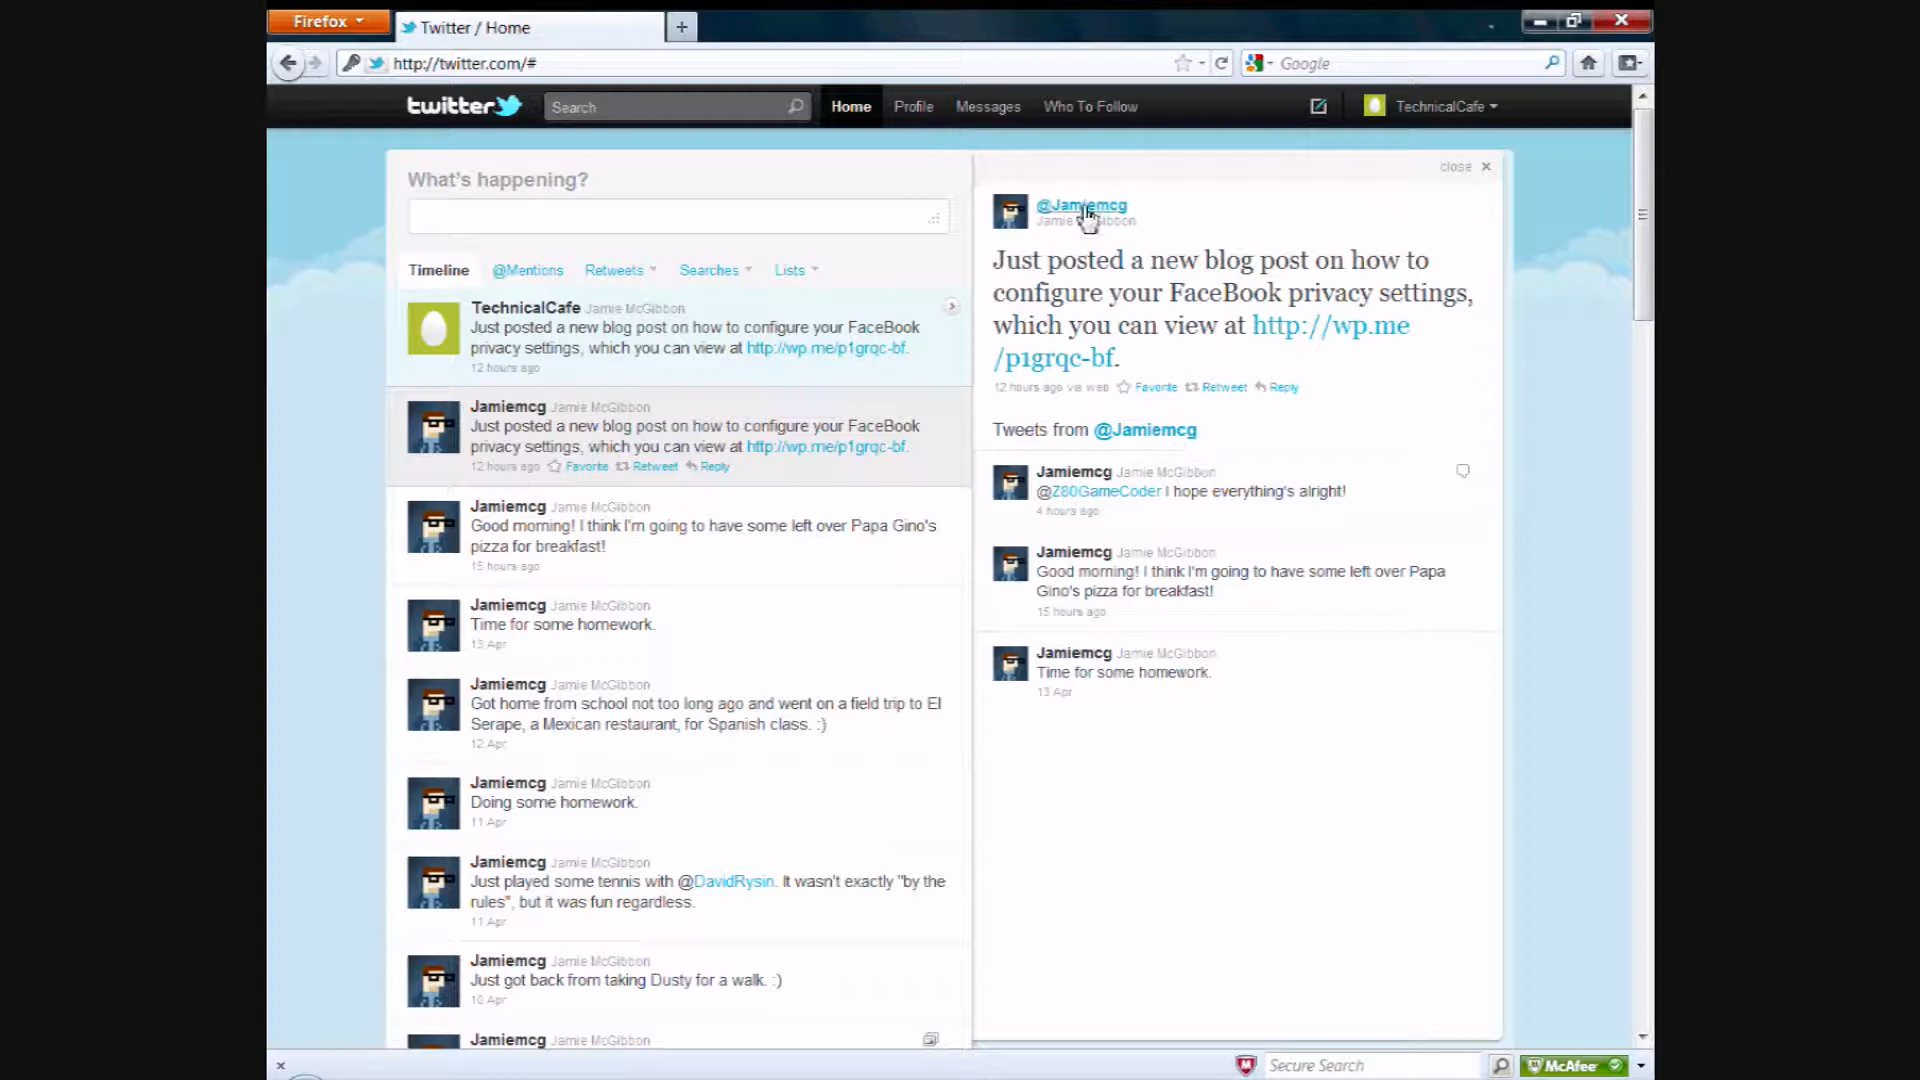 Firefox
Twitter / Home
http://twitter.com/#
Google
twitter
Search
Home
Profile
Messages
Who To Follow
TechnicalCafe
What's happening?
Timeline
@Mentions
Retweets
Searches
Lists
TechnicalCafe Jamie McGibbon
Just posted a new blog post on how to configure your FaceBook
privacy settings, which you can view at http://wp.me/p1grqc-bf.
12 hours ago
Jamiemcg Jamie McGibbon
Just posted a new blog post on how to configure your FaceBook
privacy settings, which you can view at http://wp.me/p1grqc-bf.
12 hours ago Favorite Retweet Reply
Jamiemcg Jamie McGibbon
Good morning! I think I'm going to have some left over Papa Gino's
pizza for breakfast!
15 hours ago
Jamiemcg Jamie McGibbon
Time for some homework.
13 Apr
Jamiemcg Jamie McGibbon
Got home from school not too long ago and went on a field trip to El
Serape, a Mexican restaurant, for Spanish class. :)
12 Apr
Jamiemcg Jamie McGibbon
Doing some homework.
11 Apr
Jamiemcg Jamie McGibbon
Just played some tennis with @DavidRysin. It wasn't exactly "by the
rules", but it was fun regardless.
11 Apr
Jamiemcg Jamie McGibbon
Just got back from taking Dusty for a walk. :)
10 Apr
Jamiemcg Jamie McGibbon
close
@Jamiemcg
Jamie
Just posted a new blog post on how to
configure your FaceBook privacy settings,
which you can view at http://wp.me
/p1grqc-bf.
12 hours ago via web Favorite Retweet Reply
Tweets from @Jamiemcg
Jamiemcg Jamie McGibbon
@Z80GameCoder I hope everything's alright!
4 hours ago
Jamiemcg Jamie McGibbon
Good morning! I think I'm going to have some left over Papa
Gino's pizza for breakfast!
15 hours ago
Jamiemcg Jamie McGibbon
Time for some homework.
13 Apr
Secure Search
McAfee